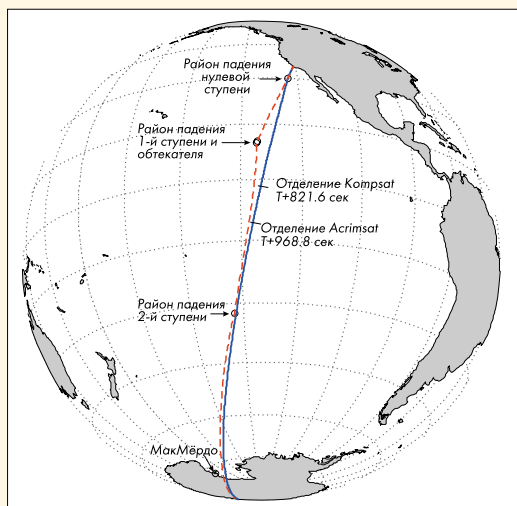 Район падения
нулевой
ступени
Район падения
1-й ступени и
обтекателя
Отделение Kompsat
T+821.6 сек
Отделение Acrimsat
T+968.8 сек
Район падения
2-й ступени
МакМёрдо